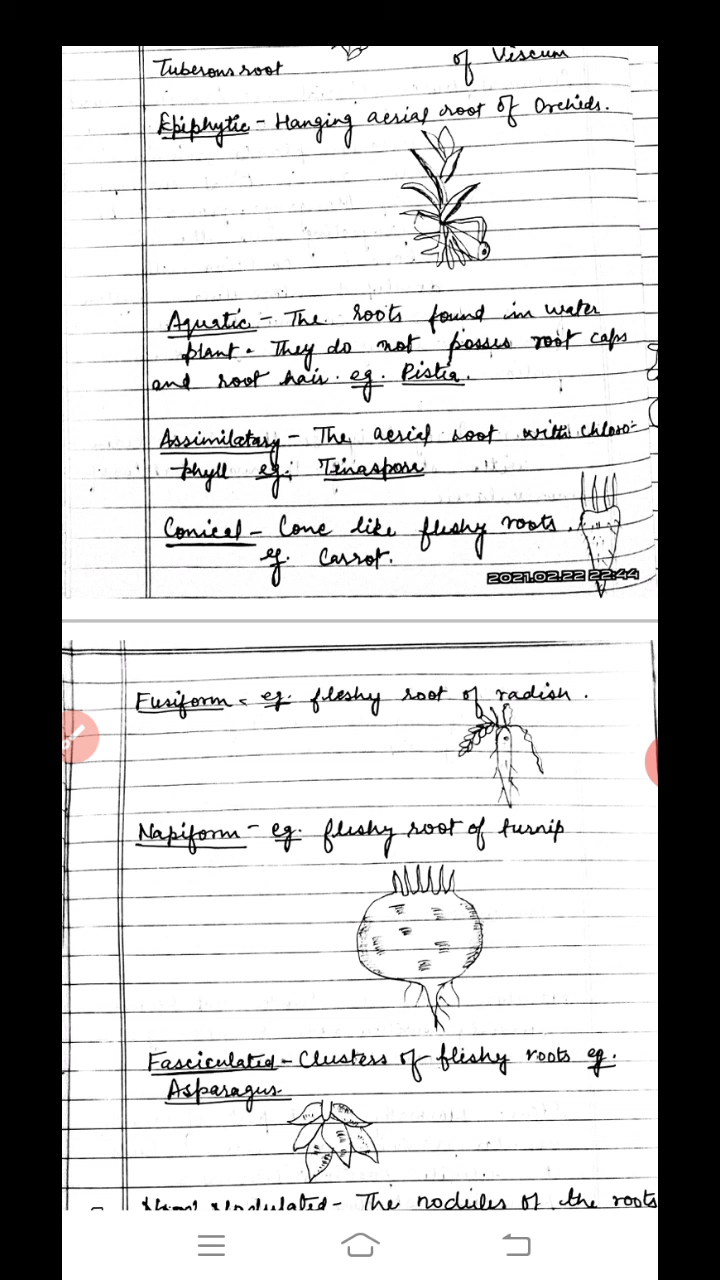 Tuberous root of Viscum
Epiphytic - Hanging aerial root of Orchids.
Aquatic - The roots found in water
plant. They do not posses root caps
and root hair. eg. Pistia.
Assimilatary - The aerial root with chloro-
phyll eg; Tinaspore
Conical - Cone like fleshy roots.
eg. Carrot.
2021.02.22 22:44
Fusiform - eg. fleshy root of radish.
Napiform - eg. fleshy root of turnip
Fasciculated - Clusters of fleshy roots eg.
Asparagus
- The nodules of the roots